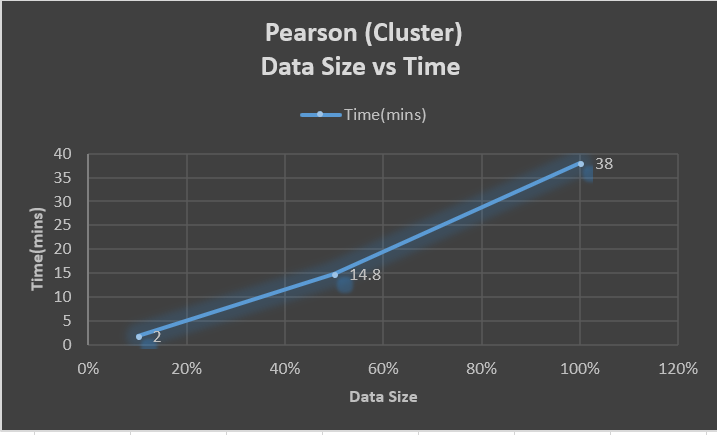 Pearson (Cluster)
Data Size vs Time
Time(mins)
40
35
30
25
20
15
10
5
0
Time(mins)
38
14.8
2
0% 20% 40% 60% 80% 100% 120%
Data Size